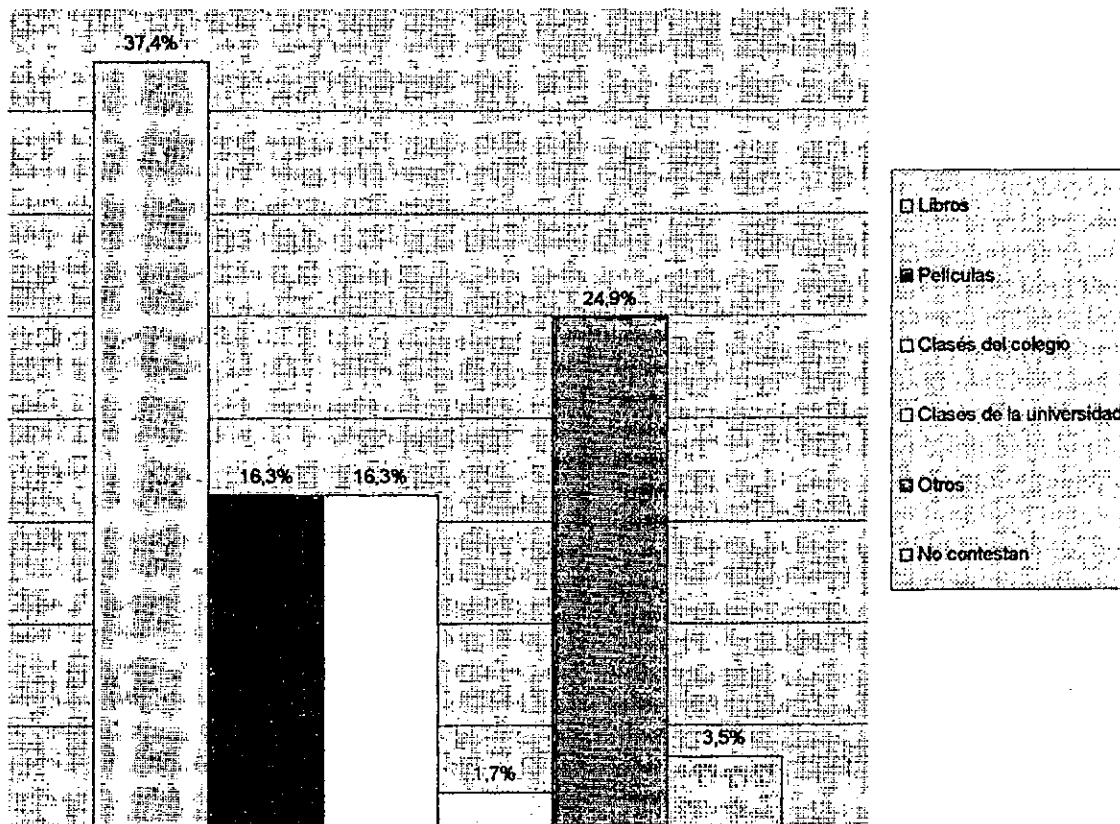 37,4%
24,9%
16,3% 16,3%
3,5%
1,7%
Libros
Películas
Clases del colegio
Clases de la universidad
Otros
No contestan